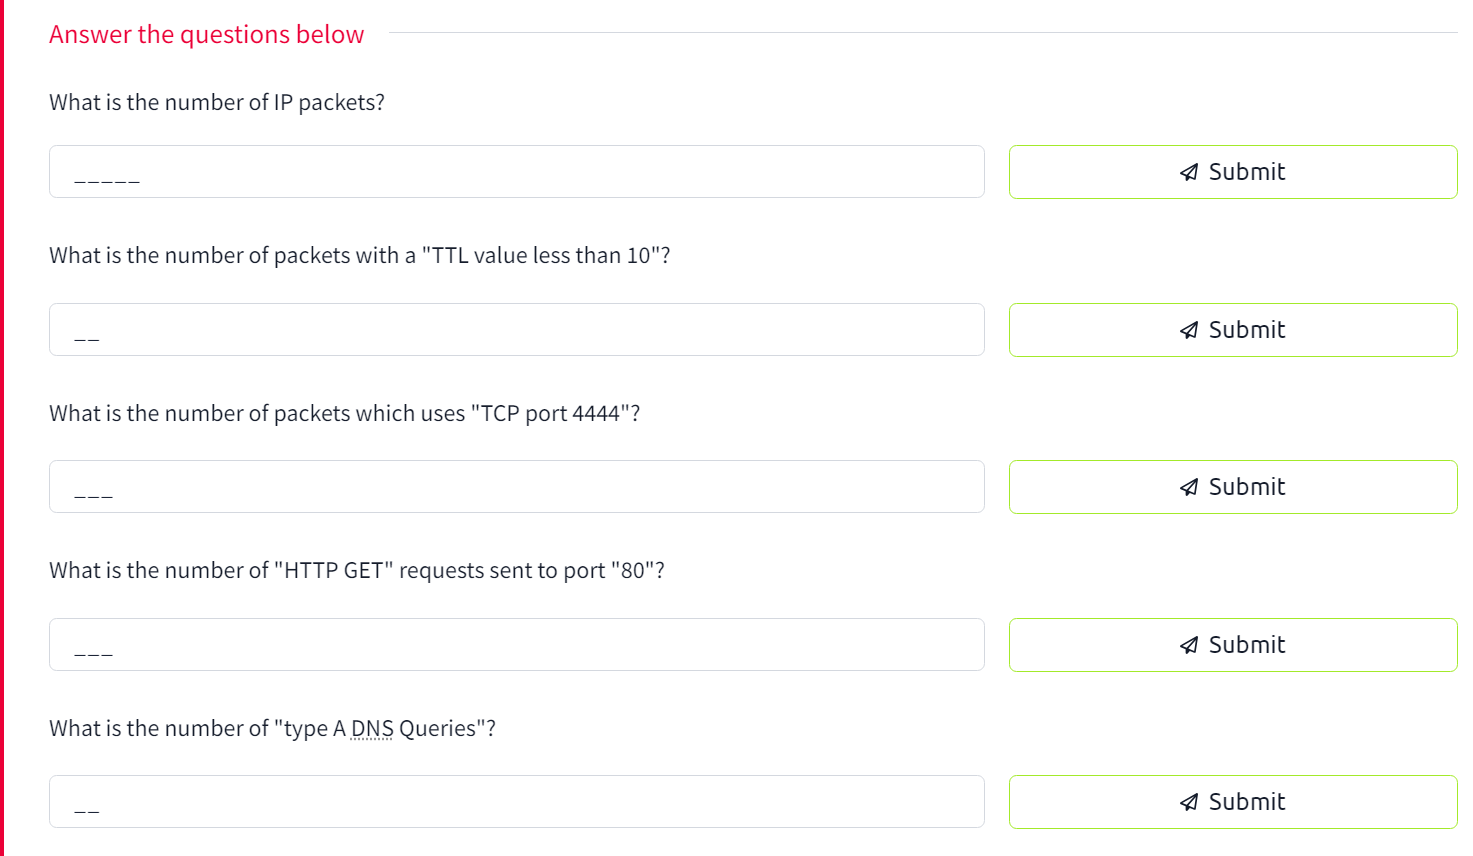 Answer the questions below
What is the number of IP packets?
_____
Submit
What is the number of packets with a "TTL value less than 10"?
__
Submit
What is the number of packets which uses "TCP port 4444"?
___
Submit
What is the number of "HTTP GET" requests sent to port "80"?
___
Submit
What is the number of "type A DNS Queries"?
__
Submit